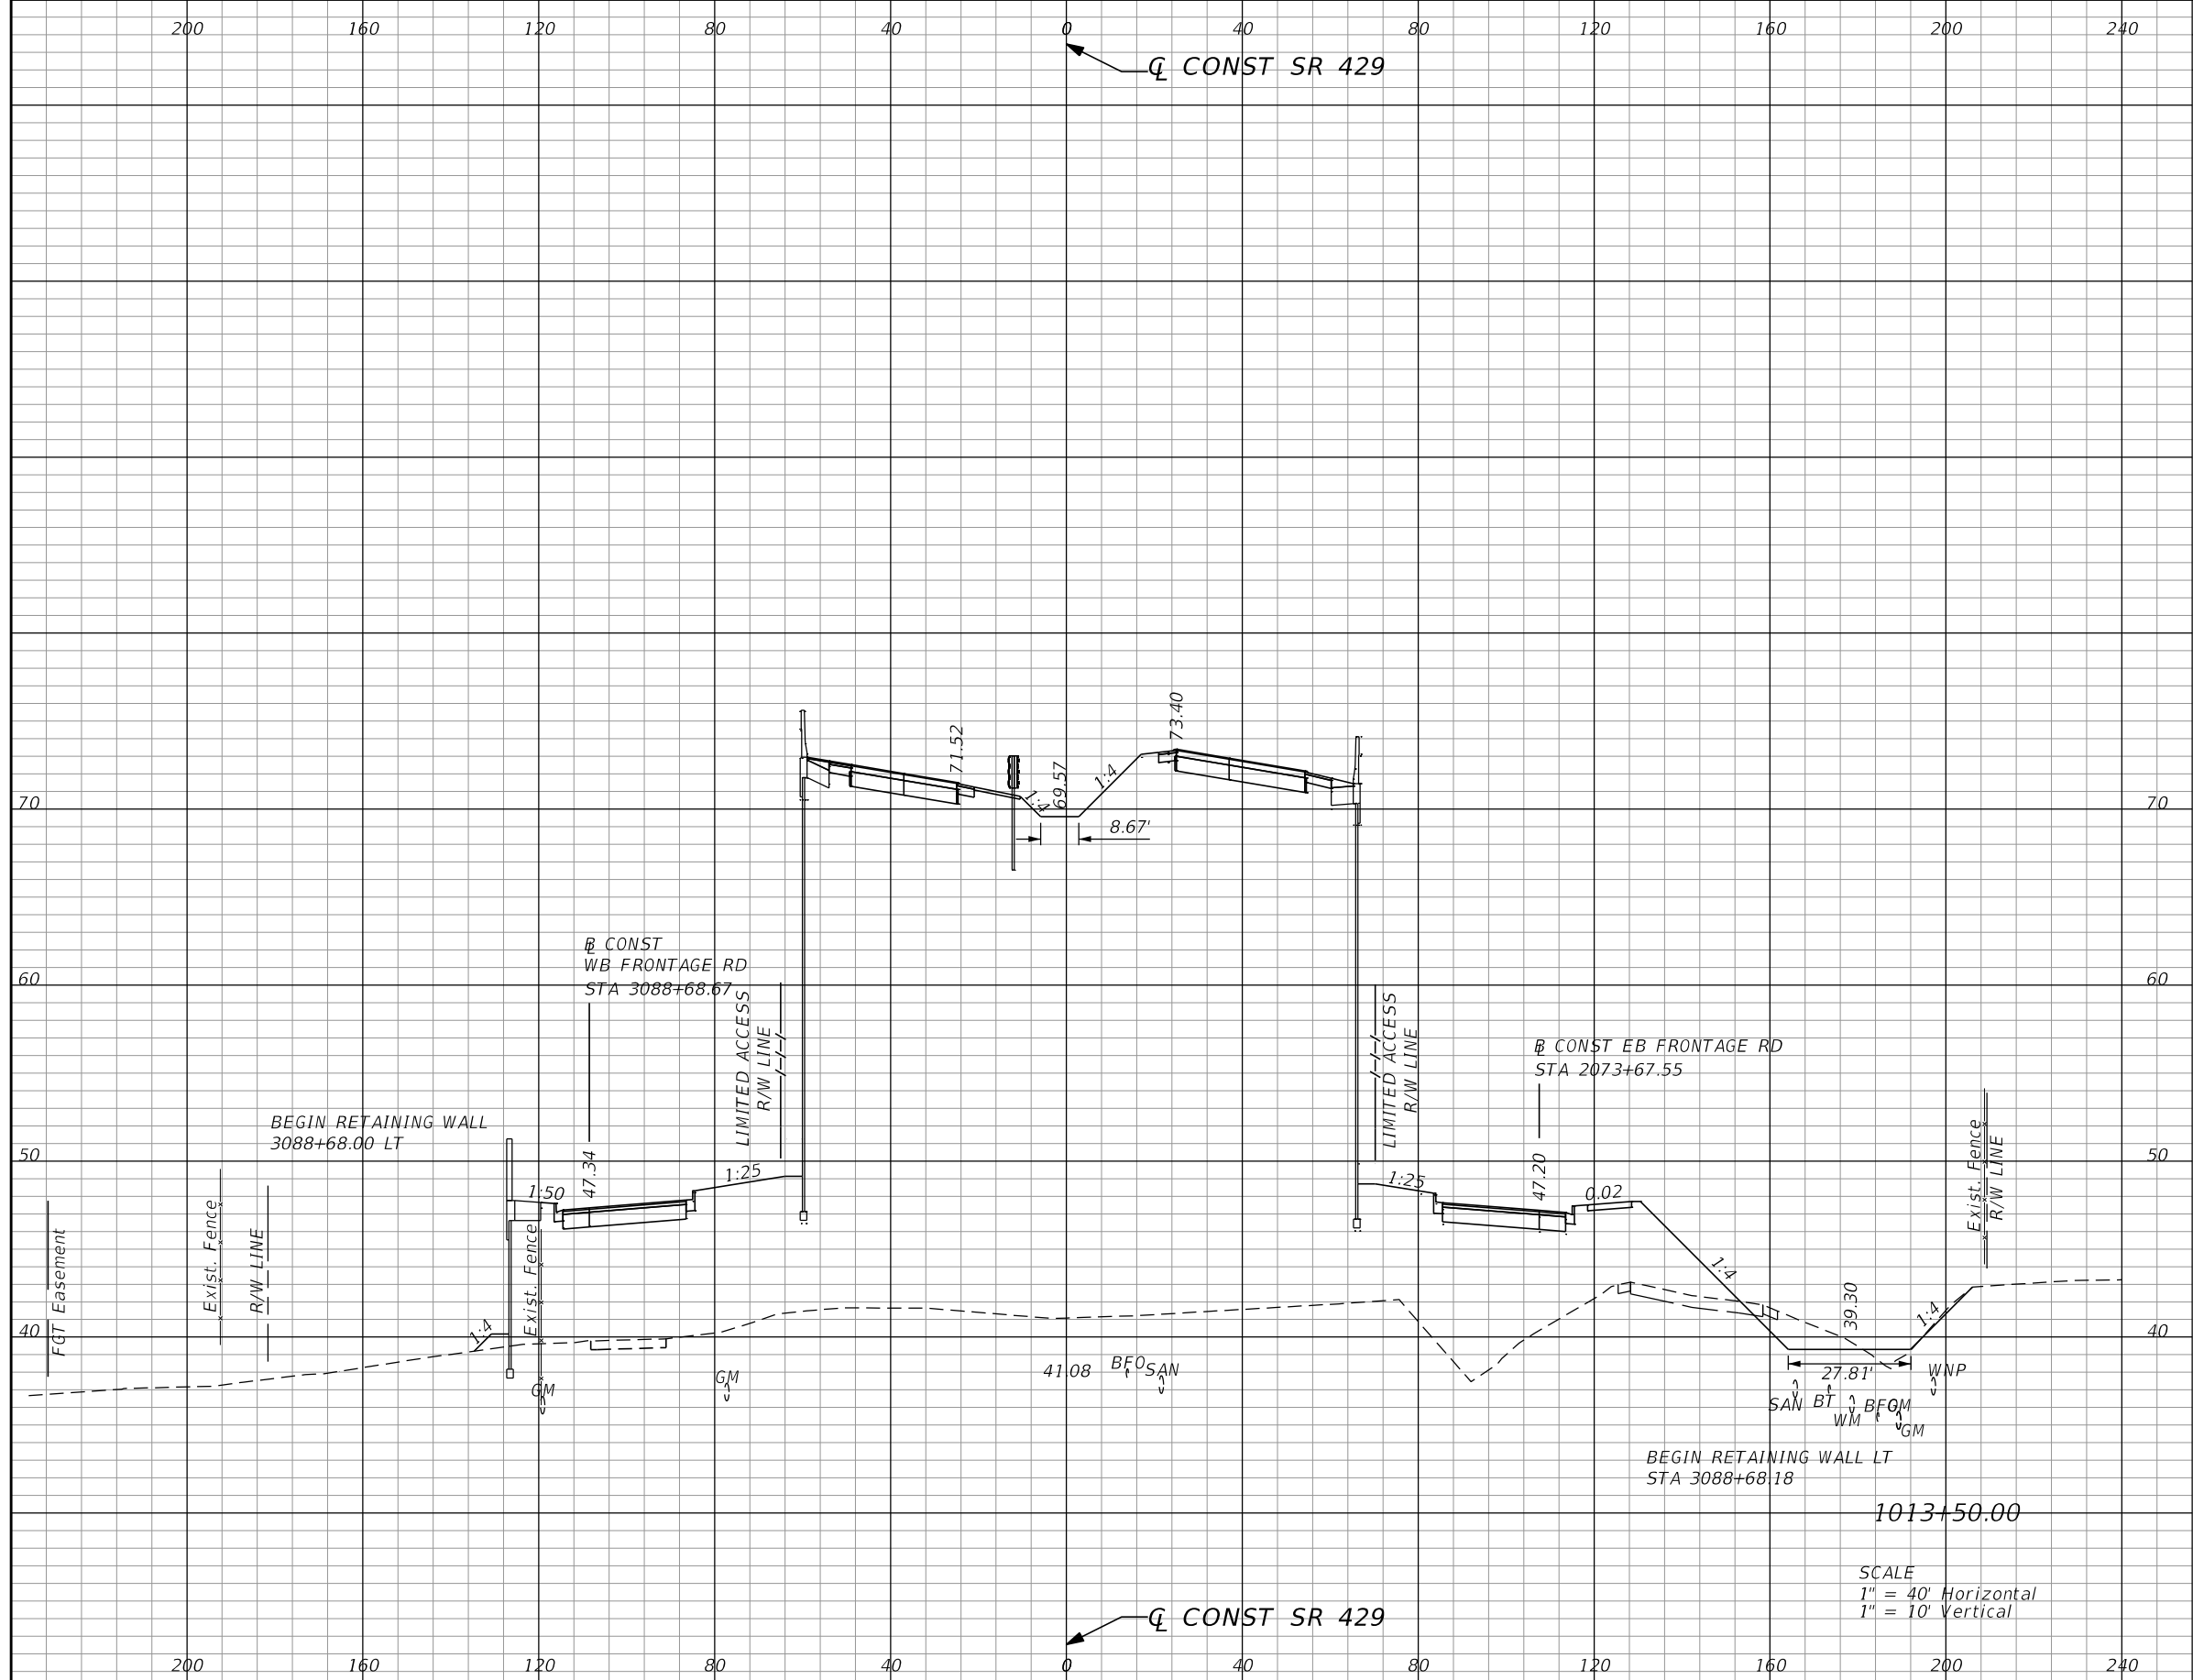 200 160 120 80 40 0 40 80 120 160 200 240
℄ CONST SR 429
73.40
71.52
69.57
1:4
1:4
8.67'
70 70
℄ CONST
WB FRONTAGE RD
STA 3088+68.67
60 60
LIMITED ACCESS
R/W LINE
LIMITED ACCESS
R/W LINE
℄ CONST EB FRONTAGE RD
STA 2073+67.55
BEGIN RETAINING WALL
3088+68.00 LT
50 50
1:50
47.34
1:25
1:25
47.20
0.02
Exist. Fence
R/W LINE
FGT Easement
Exist. Fence
R/W LINE
Exist. Fence
1:4
1:4
39.30
1:4
40 40
GM
GM
41.08
BFO
SAN
27.81'
WNP
SAN
BT
WM
BFO
GM
GM
BEGIN RETAINING WALL LT
STA 3088+68.18
1013+50.00
SCALE
1" = 40' Horizontal
1" = 10' Vertical
℄ CONST SR 429
200 160 120 80 40 0 40 80 120 160 200 240